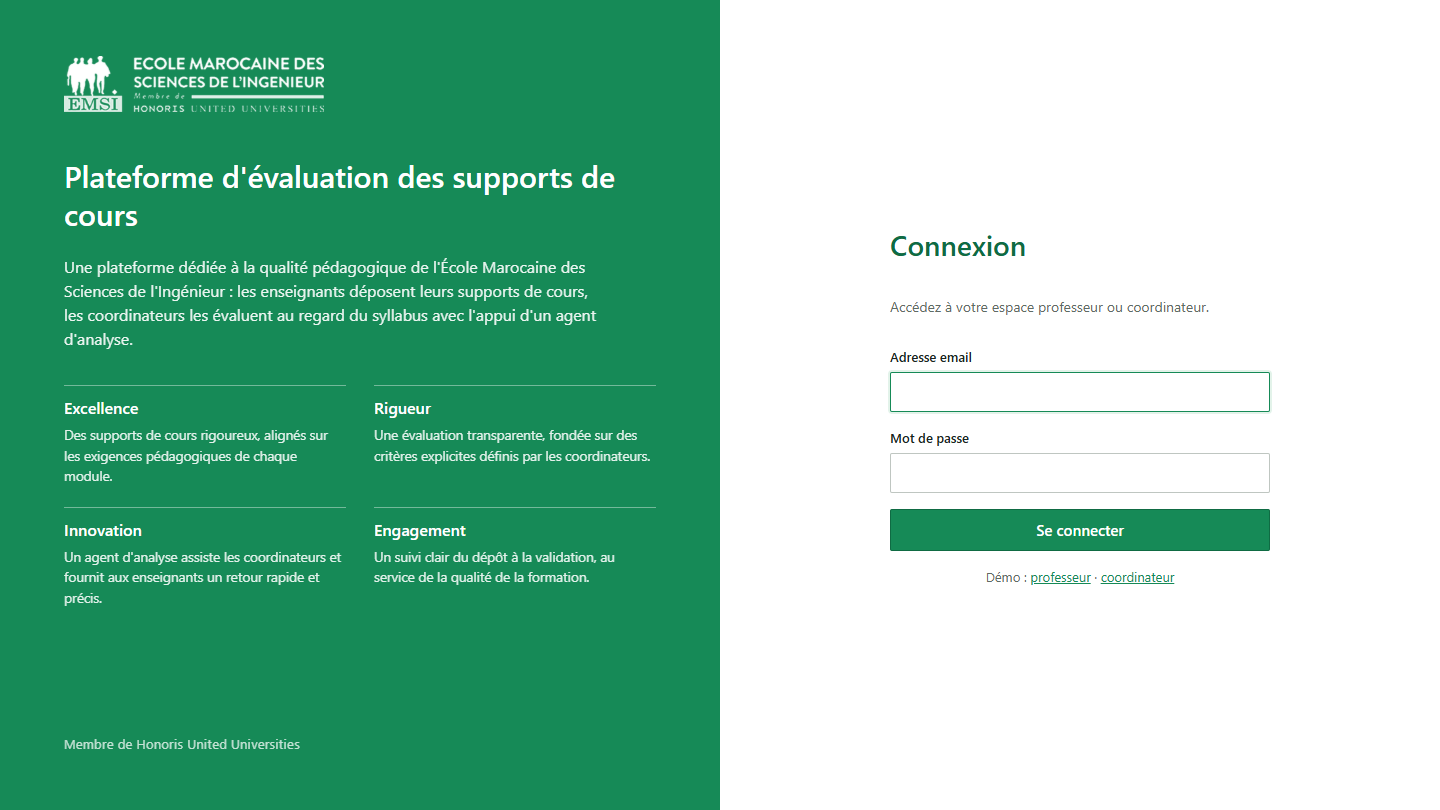 ECOLE MAROCAINE DES
SCIENCES DE L'INGENIEUR
EMSI
Membre de
HONORIS UNITED UNIVERSITIES
Plateforme d'évaluation des supports de
cours
Une plateforme dédiée à la qualité pédagogique de l'École Marocaine des
Sciences de l'Ingénieur : les enseignants déposent leurs supports de cours,
les coordinateurs les évaluent au regard du syllabus avec l'appui d'un agent
d'analyse.
Excellence
Des supports de cours rigoureux, alignés sur
les exigences pédagogiques de chaque
module.
Rigueur
Une évaluation transparente, fondée sur des
critères explicites définis par les coordinateurs.
Innovation
Un agent d'analyse assiste les coordinateurs et
fournit aux enseignants un retour rapide et
précis.
Engagement
Un suivi clair du dépôt à la validation, au
service de la qualité de la formation.
Membre de Honoris United Universities
Connexion
Accédez à votre espace professeur ou coordinateur.
Adresse email
Mot de passe
Se connecter
Démo : professeur · coordinateur